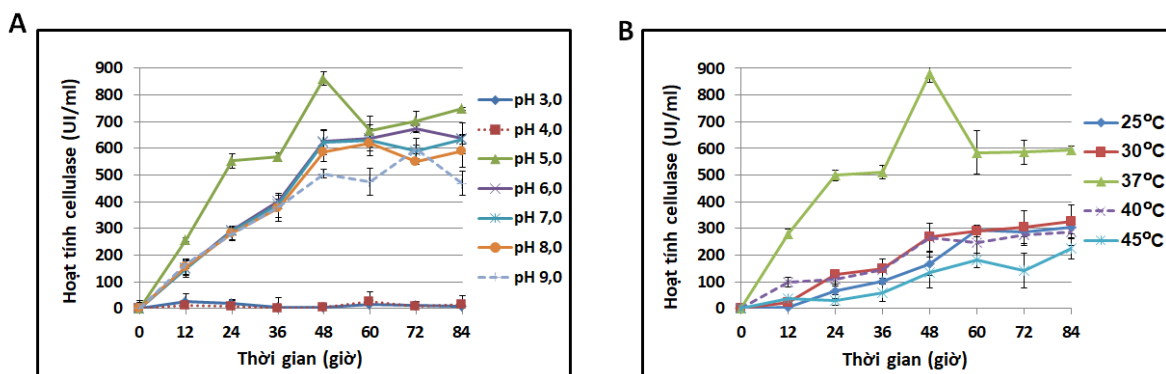 A
Hoạt tính cellulase (UI/ml)
900
800
700
600
500
400
300
200
100
0
0 12 24 36 48 60 72 84
Thời gian (giờ)
pH 3,0
pH 4,0
pH 5,0
pH 6,0
pH 7,0
pH 8,0
pH 9,0
B
Hoạt tính cellulase (UI/ml)
900
800
700
600
500
400
300
200
100
0
0 12 24 36 48 60 72 84
Thời gian (giờ)
25°C
30°C
37°C
40°C
45°C